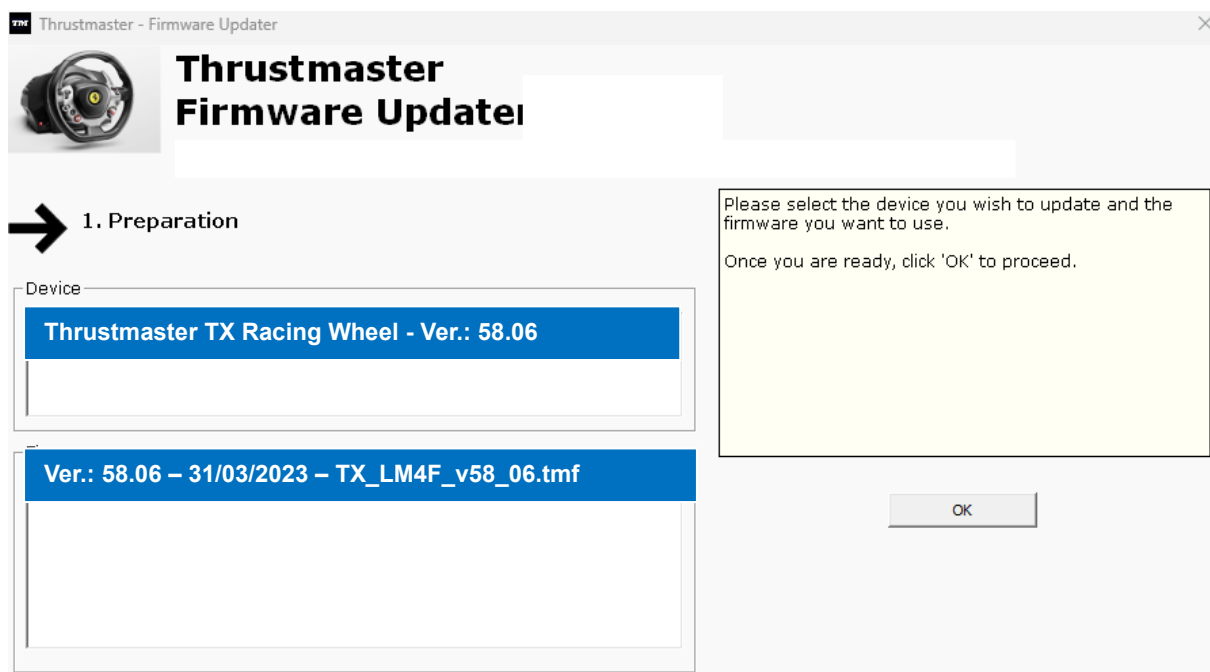 Thrustmaster - Firmware Updater
Thrustmaster
Firmware Update
1. Preparation
Please select the device you wish to update and the
firmware you want to use.
Once you are ready, click 'OK' to proceed.
Device
Thrustmaster TX Racing Wheel - Ver.: 58.06
Ver.: 58.06 – 31/03/2023 – TX_LM4F_v58_06.tmf
OK